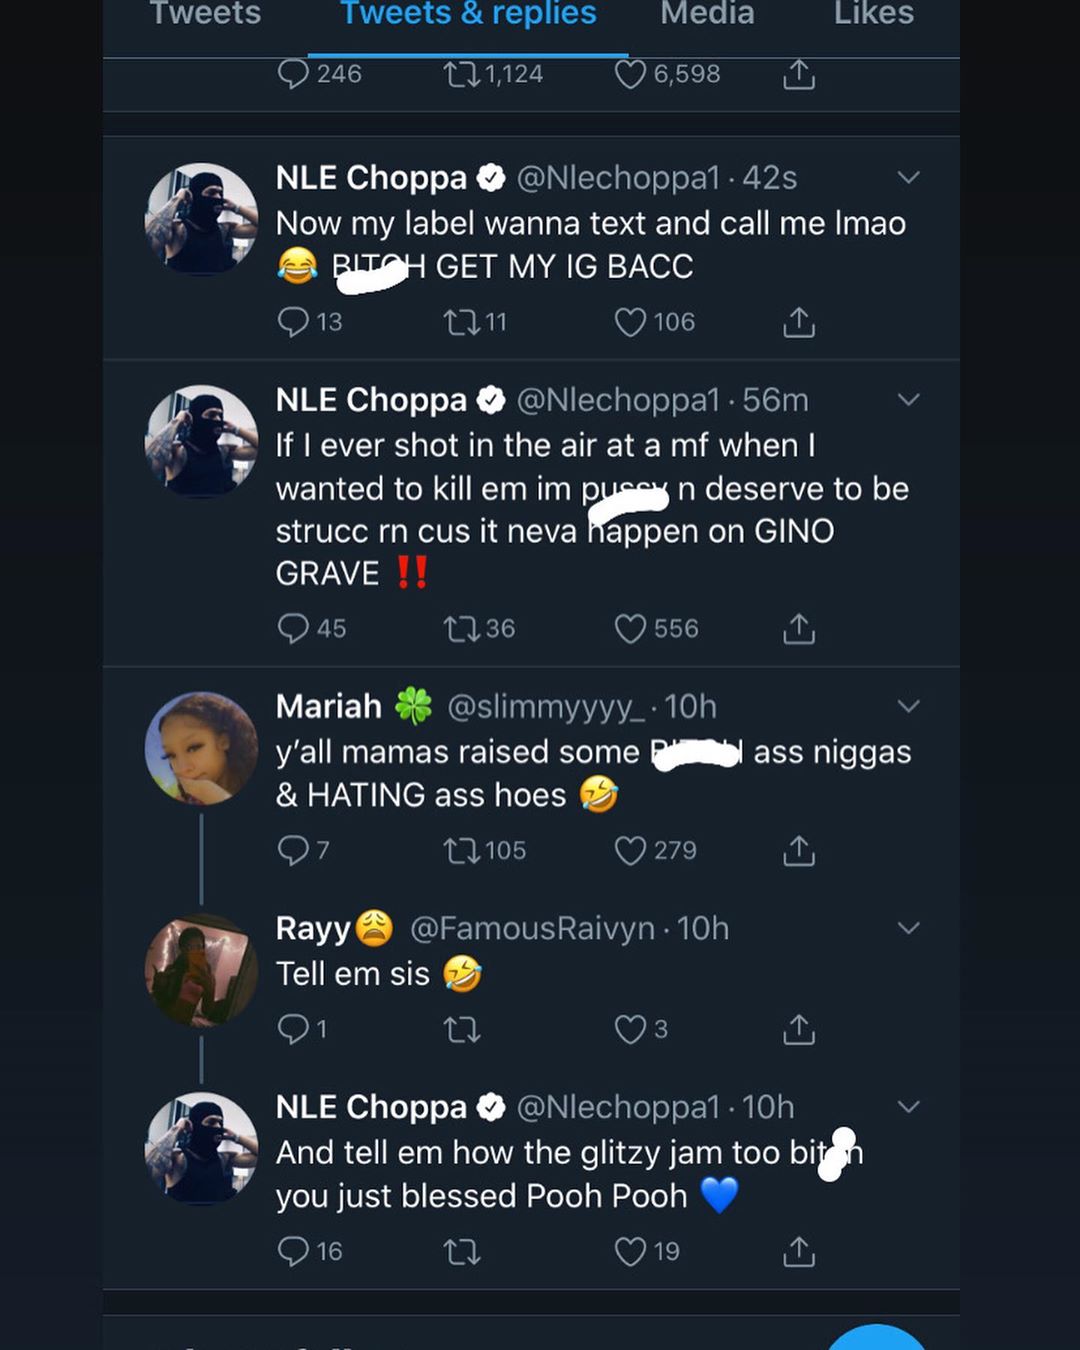 Tweets Tweets & replies Media Likes
246 1,124 6,598
NLE Choppa @Nlechoppa1 · 42s
Now my label wanna text and call me lmao
😂 BITCH GET MY IG BACC
13 11 106
NLE Choppa @Nlechoppa1 · 56m
If I ever shot in the air at a mf when I
wanted to kill em im pussy n deserve to be
strucc rn cus it neva happen on GINO
GRAVE ‼️
45 36 556
Mariah 🍀 @slimmyyyy_ · 10h
y'all mamas raised some BITCH ass niggas
& HATING ass hoes 🤣
7 105 279
Rayy😩 @FamousRaivyn · 10h
Tell em sis 🤣
1 3
NLE Choppa @Nlechoppa1 · 10h
And tell em how the glitzy jam too bitch
you just blessed Pooh Pooh 💙
16 19